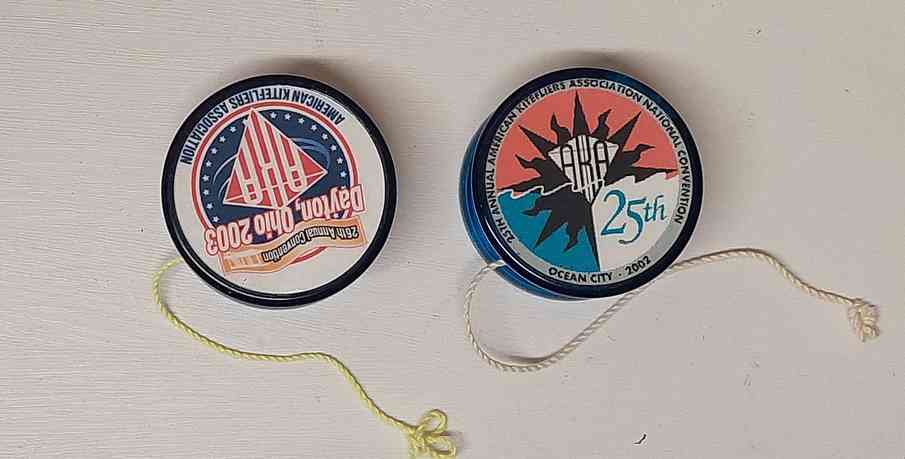 AMERICAN KITEFLIERS ASSOCIATION
AKA
Dayton, Ohio 2003
26th Annual Convention
25TH ANNUAL AMERICAN KITEFLIERS ASSOCIATION NATIONAL CONVENTION
AKA
25th
OCEAN CITY · 2002